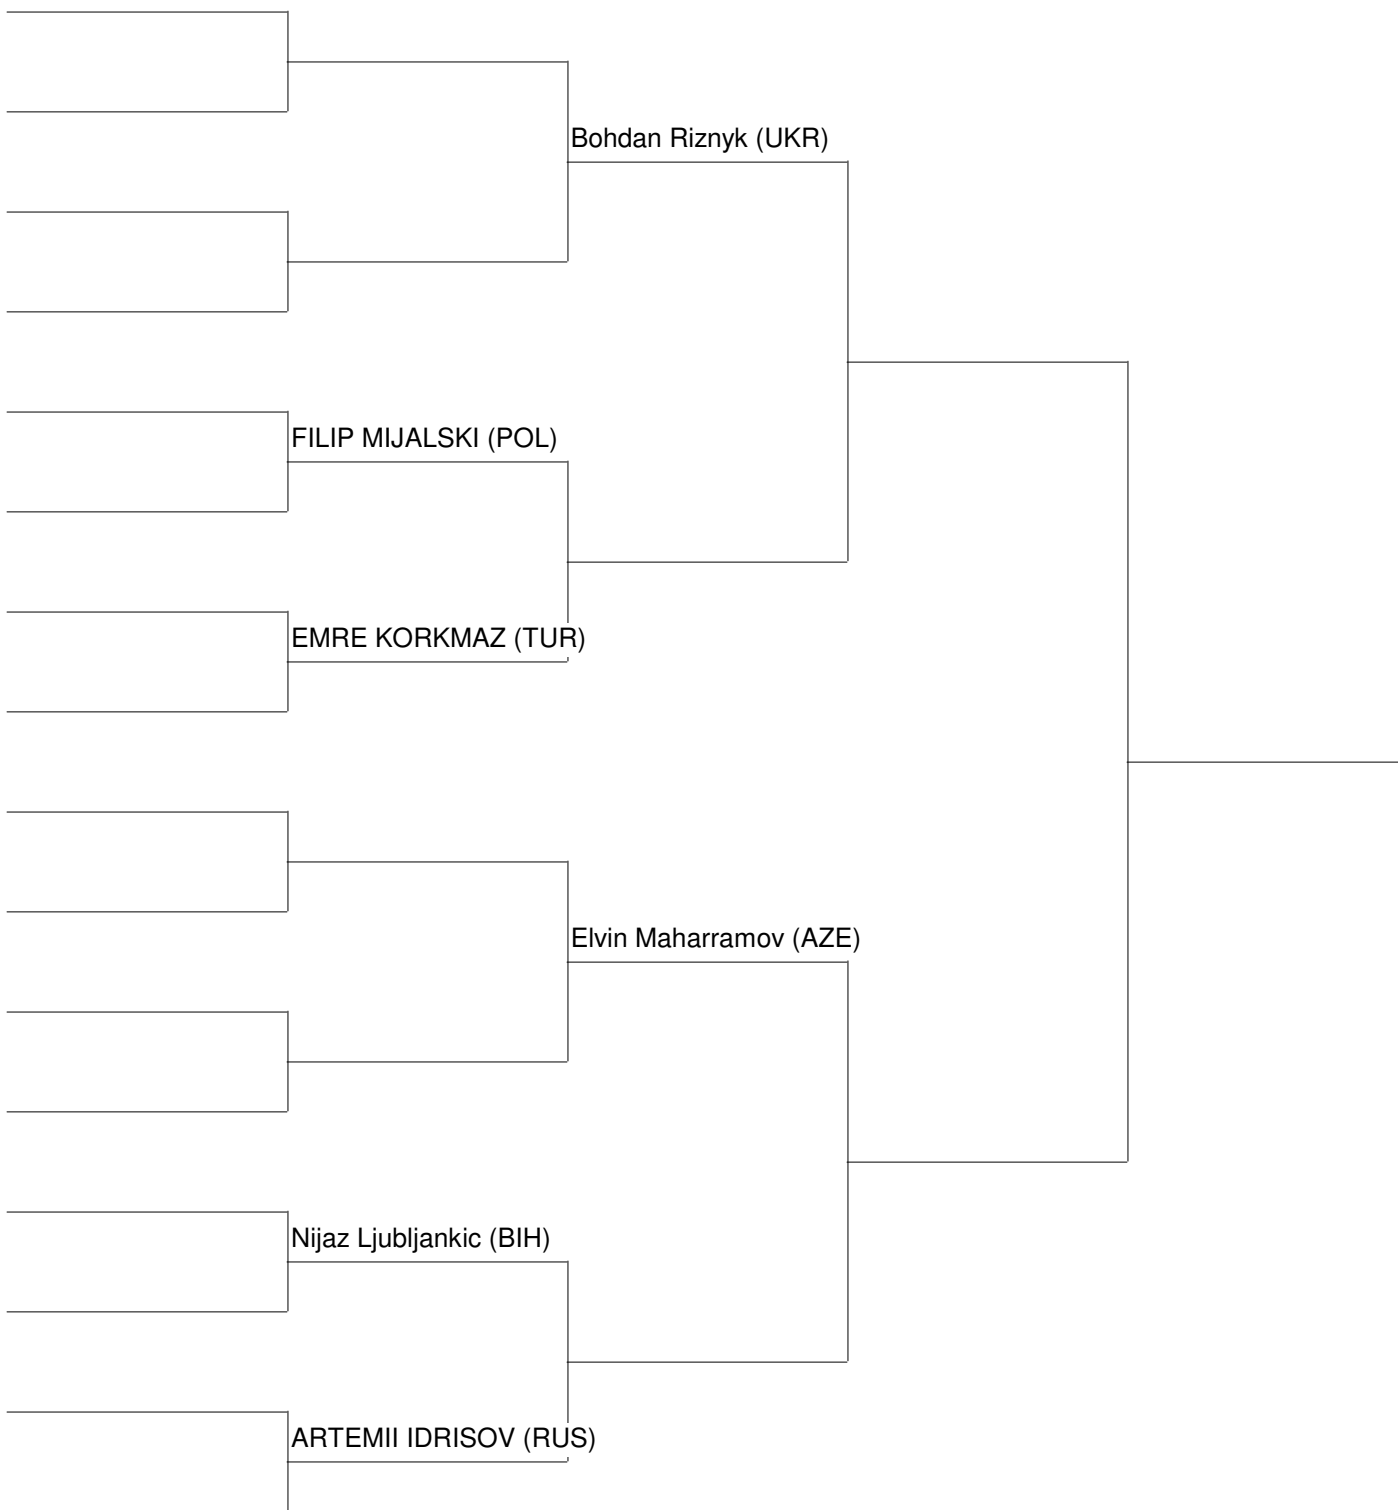 Bohdan Riznyk (UKR)
FILIP MIJALSKI (POL)
EMRE KORKMAZ (TUR)
Elvin Maharramov (AZE)
Nijaz Ljubljankic (BIH)
ARTEMII IDRISOV (RUS)